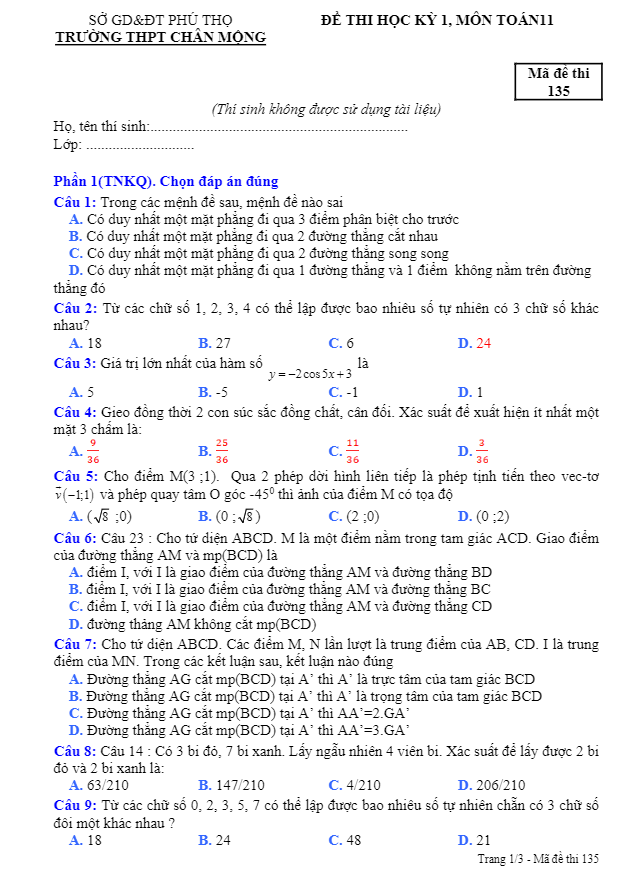 SỞ GD&ĐT PHÚ THỌ
TRƯỜNG THPT CHÂN MỘNG
ĐỀ THI HỌC KỲ 1, MÔN TOÁN11
Mã đề thi
135
(Thí sinh không được sử dụng tài liệu)
Họ, tên thí sinh:..........................................................................
Lớp: ...............................
Phần 1(TNKQ). Chọn đáp án đúng
Câu 1: Trong các mệnh đề sau, mệnh đề nào sai
A. Có duy nhất một mặt phẳng đi qua 3 điểm phân biệt cho trước
B. Có duy nhất một mặt phẳng đi qua 2 đường thẳng cắt nhau
C. Có duy nhất một mặt phẳng đi qua 2 đường thẳng song song
D. Có duy nhất một mặt phẳng đi qua 1 đường thẳng và 1 điểm không nằm trên đường
thẳng đó
Câu 2: Từ các chữ số 1, 2, 3, 4 có thể lập được bao nhiêu số tự nhiên có 3 chữ số khác
nhau?
A. 18 B. 27 C. 6 D. 24
Câu 3: Giá trị lớn nhất của hàm số y=−2cos5x+3 là
A. 5 B. -5 C. -1 D. 1
Câu 4: Gieo đồng thời 2 con súc sắc đồng chất, cân đối. Xác suất để xuất hiện ít nhất một
mặt 3 chấm là:
A. 9/36 B. 25/36 C. 11/36 D. 3/36
Câu 5: Cho điểm M(3 ;1). Qua 2 phép dời hình liên tiếp là phép tịnh tiến theo vec-tơ
v⃗(−1;1) và phép quay tâm O góc -45⁰ thì ảnh của điểm M có tọa độ
A. (√8 ;0) B. (0 ;√8 ) C. (2 ;0) D. (0 ;2)
Câu 6: Câu 23 : Cho tứ diện ABCD. M là một điểm nằm trong tam giác ACD. Giao điểm
của đường thẳng AM và mp(BCD) là
A. điểm I, với I là giao điểm của đường thẳng AM và đường thẳng BD
B. điểm I, với I là giao điểm của đường thẳng AM và đường thẳng BC
C. điểm I, với I là giao điểm của đường thẳng AM và đường thẳng CD
D. đường thảng AM không cắt mp(BCD)
Câu 7: Cho tứ diện ABCD. Các điểm M, N lần lượt là trung điểm của AB, CD. I là trung
điểm của MN. Trong các kết luận sau, kết luận nào đúng
A. Đường thẳng AG cắt mp(BCD) tại A’ thì A’ là trực tâm của tam giác BCD
B. Đường thẳng AG cắt mp(BCD) tại A’ thì A’ là trọng tâm của tam giác BCD
C. Đường thẳng AG cắt mp(BCD) tại A’ thì AA’=2.GA’
D. Đường thẳng AG cắt mp(BCD) tại A’ thì AA’=3.GA’
Câu 8: Câu 14 : Có 3 bi đỏ, 7 bi xanh. Lấy ngẫu nhiên 4 viên bi. Xác suất để lấy được 2 bi
đỏ và 2 bi xanh là:
A. 63/210 B. 147/210 C. 4/210 D. 206/210
Câu 9: Từ các chữ số 0, 2, 3, 5, 7 có thể lập được bao nhiêu số tự nhiên chẵn có 3 chữ số
đôi một khác nhau ?
A. 18 B. 24 C. 48 D. 21
Trang 1/3 - Mã đề thi 135